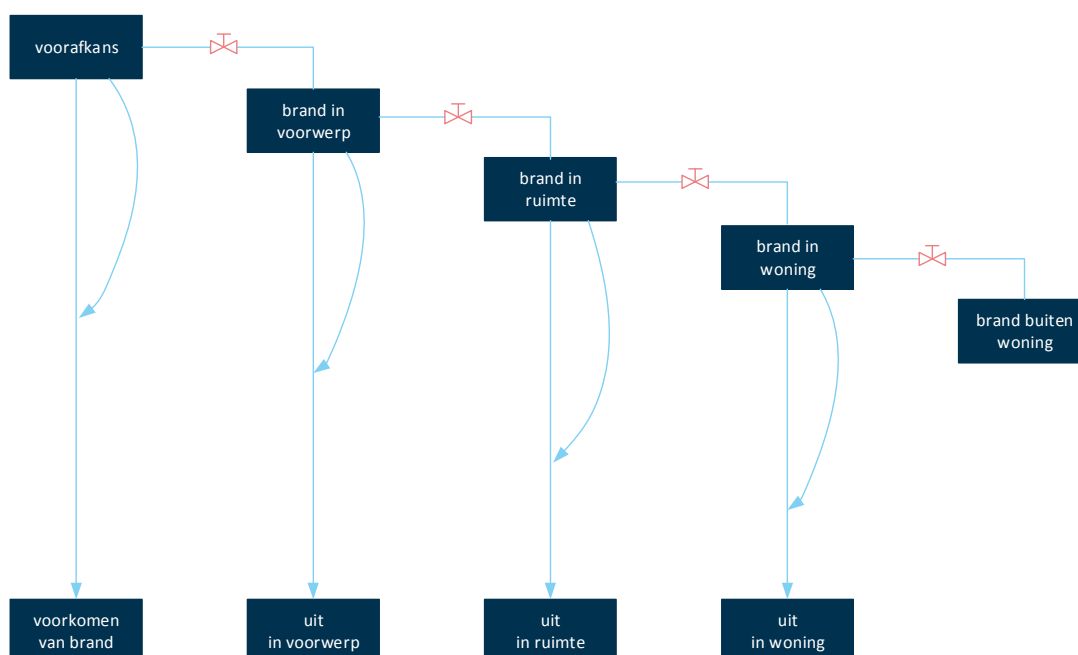 voorafkans
brand in
voorwerp
brand in
ruimte
brand in
woning
brand buiten
woning
voorkomen
van brand
uit
in voorwerp
uit
in ruimte
uit
in woning